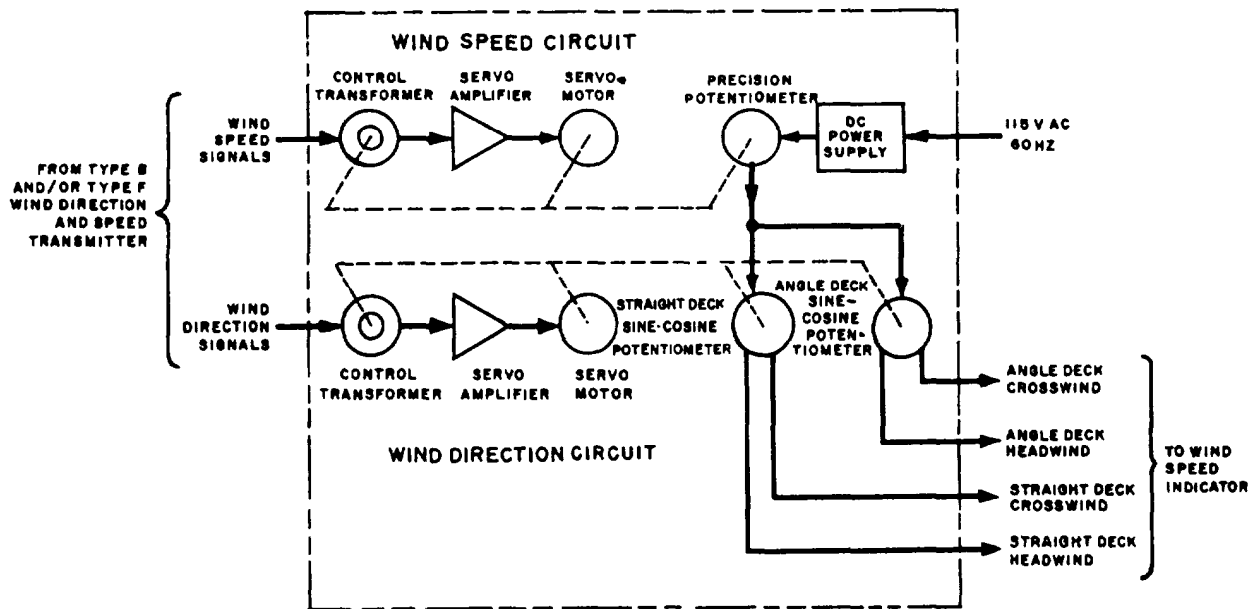 WIND SPEED CIRCUIT
CONTROL
TRANSFORMER
SERVO
AMPLIFIER
SERVO
MOTOR
PRECISION
POTENTIOMETER
DC
POWER
SUPPLY
115 V AC
60 HZ
WIND
SPEED
SIGNALS
FROM TYPE B
AND/OR TYPE F
WIND DIRECTION
AND SPEED
TRANSMITTER
WIND
DIRECTION
SIGNALS
CONTROL
TRANSFORMER
SERVO
AMPLIFIER
SERVO
MOTOR
STRAIGHT DECK
SINE-COSINE
POTENTIOMETER
ANGLE DECK
SINE-
COSINE
POTEN-
TIOMETER
WIND DIRECTION CIRCUIT
ANGLE DECK
CROSSWIND
ANGLE DECK
HEADWIND
STRAIGHT DECK
CROSSWIND
STRAIGHT DECK
HEADWIND
TO WIND
SPEED
INDICATOR